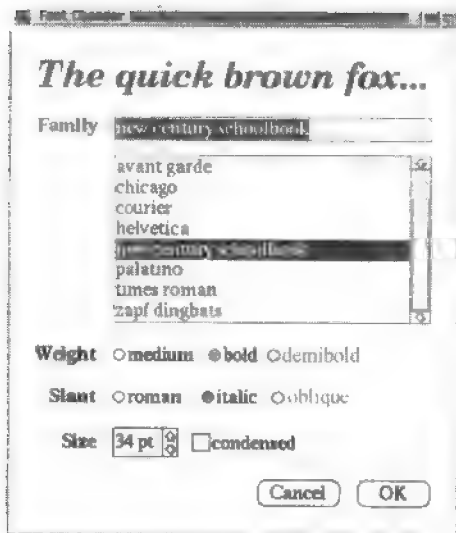 Font Chooser
The quick brown fox...
Family new century schoolbook
avant garde
chicago
courier
helvetica
new century schoolbook
palatino
times roman
zapf dingbats
Weight medium bold demibold
Slant roman italic oblique
Size 34 pt condensed
Cancel OK